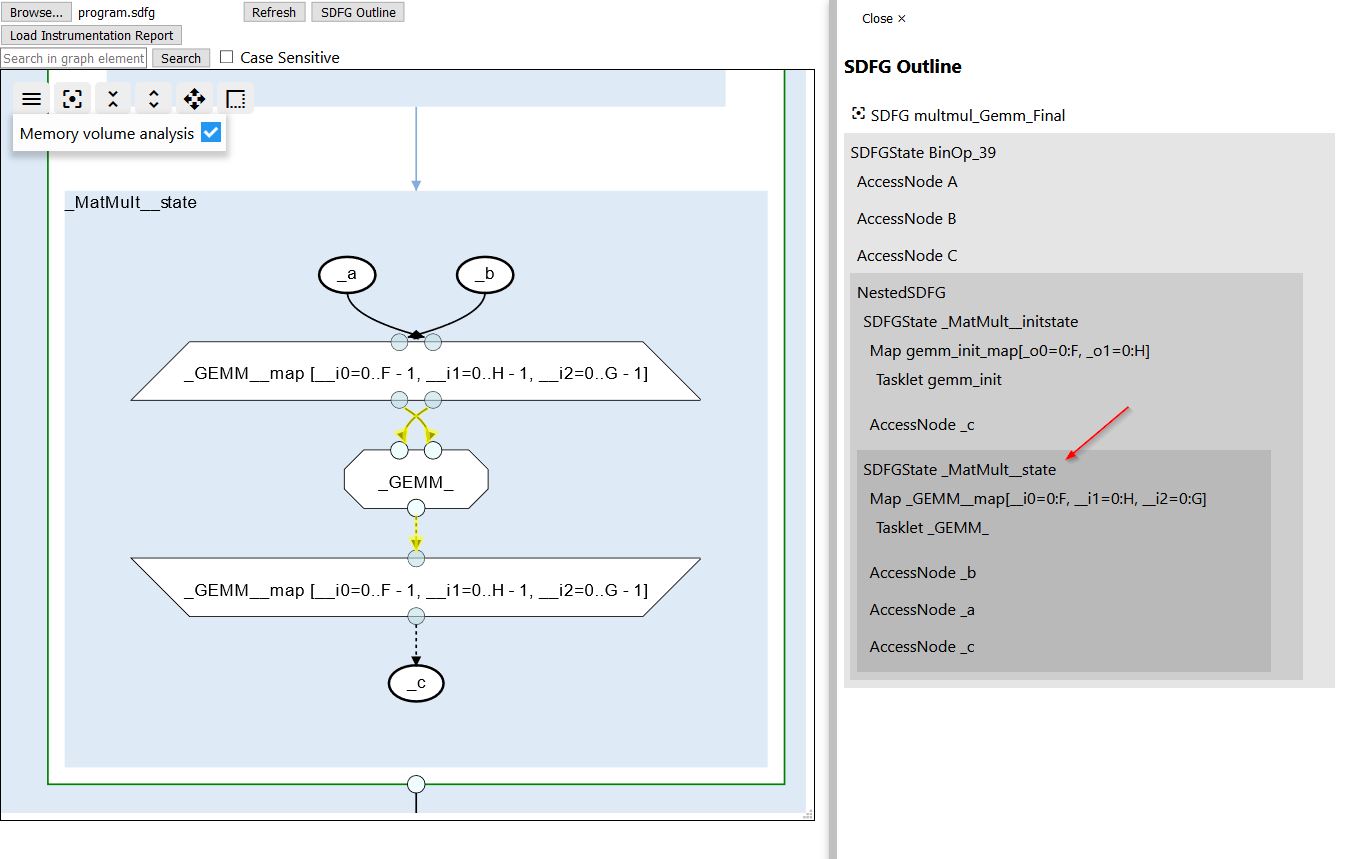 Browse... program.sdfg Refresh SDFG Outline
Load Instrumentation Report
Search in graph element Search Case Sensitive
Memory volume analysis
_MatMult__state
_a _b
_GEMM__map [__i0=0..F - 1, __i1=0..H - 1, __i2=0..G - 1]
_GEMM_
_GEMM__map [__i0=0..F - 1, __i1=0..H - 1, __i2=0..G - 1]
_c
Close ×
SDFG Outline
SDFG multmul_Gemm_Final
SDFGState BinOp_39
AccessNode A
AccessNode B
AccessNode C
NestedSDFG
SDFGState _MatMult__initstate
Map gemm_init_map[_o0=0:F, _o1=0:H]
Tasklet gemm_init
AccessNode _c
SDFGState _MatMult__state
Map _GEMM__map[__i0=0:F, __i1=0:H, __i2=0:G]
Tasklet _GEMM_
AccessNode _b
AccessNode _a
AccessNode _c